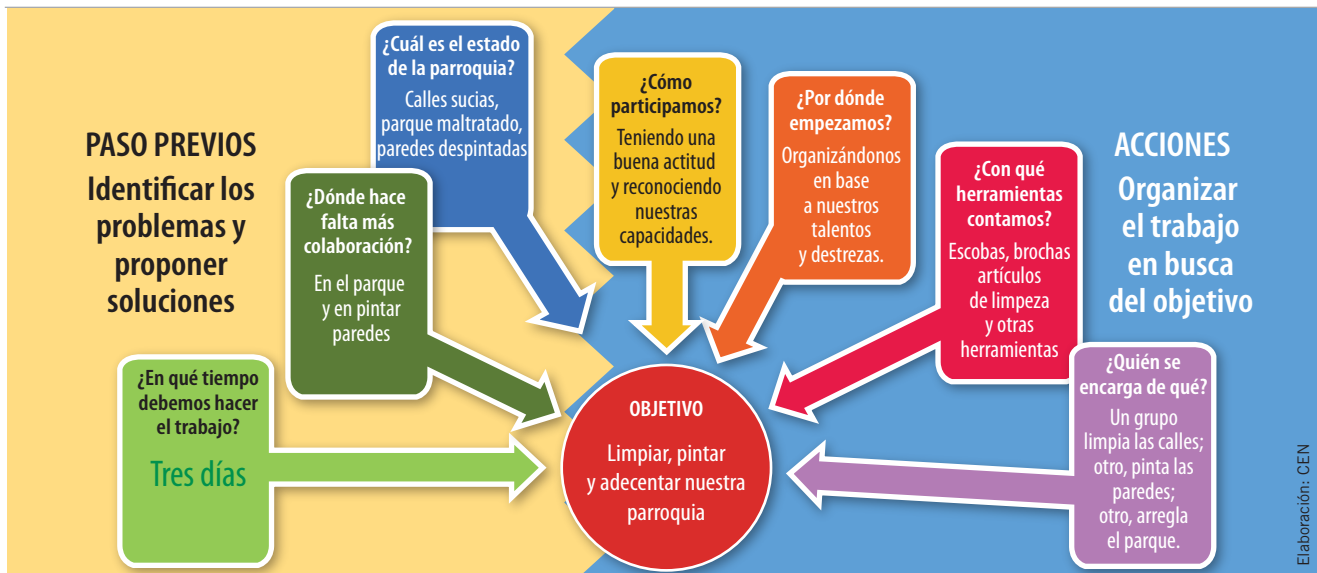 PASO PREVIOS
Identificar los
problemas y
proponer
soluciones
¿En qué tiempo
debemos hacer
el trabajo?
Tres días
¿Dónde hace
falta más
colaboración?
En el parque
y en pintar
paredes
¿Cuál es el estado
de la parroquia?
Calles sucias,
parque maltratado,
paredes despintadas
¿Cómo
participamos?
Teniendo una
buena actitud
y reconociendo
nuestras
capacidades.
¿Por dónde
empezamos?
Organizándonos
en base
a nuestros
talentos
y destrezas.
¿Con qué
herramientas
contamos?
Escobas, brochas
artículos
de limpeza
y otras
herramientas
¿Quién se
encarga de qué?
Un grupo
limpia las calles;
otro, pinta las
paredes;
otro, arregla
el parque.
ACCIONES
Organizar
el trabajo
en busca
del objetivo
OBJETIVO
Limpiar, pintar
y adecentar nuestra
parroquia
Elaboración: CEN